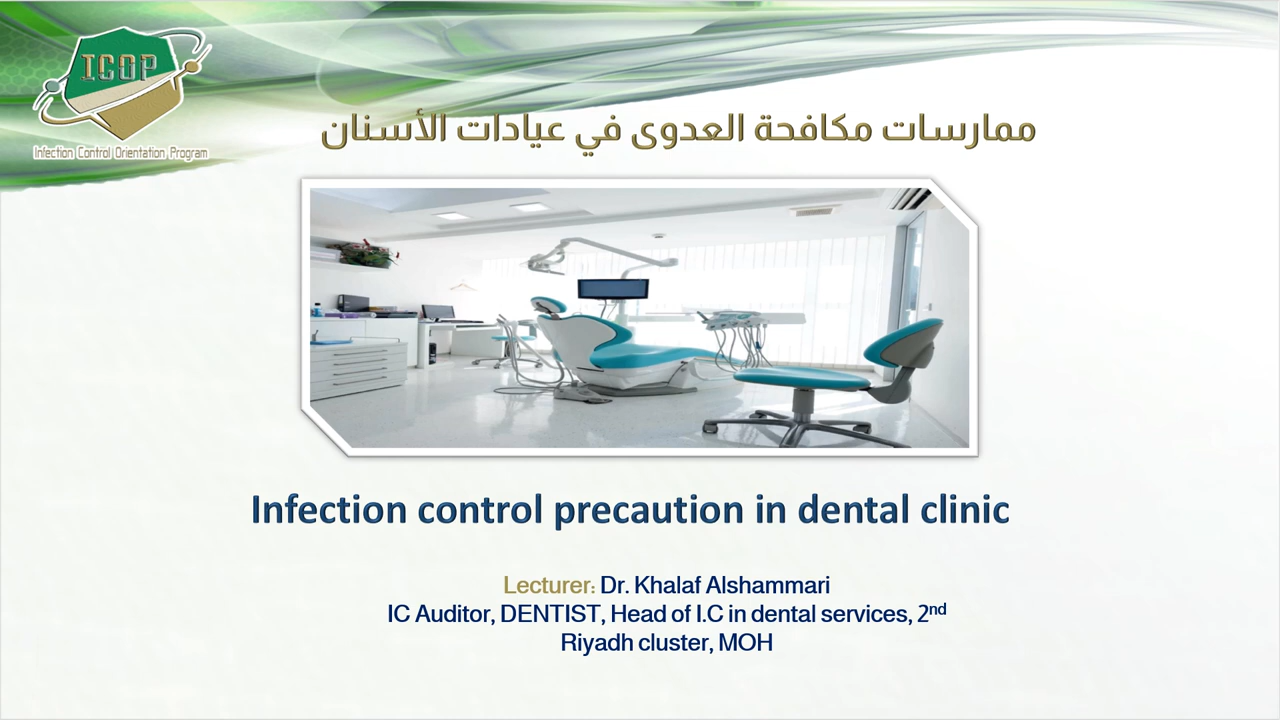 ICOP
Infection Control Orientation Program
ممارسات مكافحة العدوى في عيادات الأسنان
Infection control precaution in dental clinic
Lecturer: Dr. Khalaf Alshammari
IC Auditor, DENTIST, Head of I.C in dental services, 2nd
Riyadh cluster, MOH